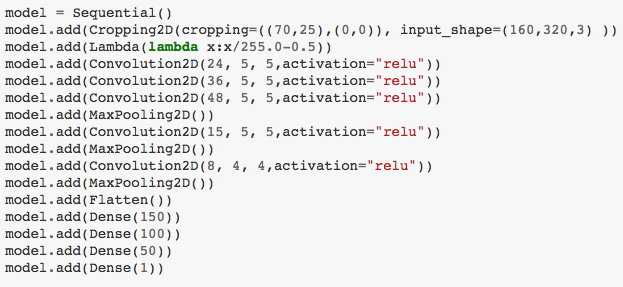 model = Sequential()
model.add(Cropping2D(cropping=((70,25),(0,0)), input_shape=(160,320,3) ))
model.add(Lambda(lambda x:x/255.0-0.5))
model.add(Convolution2D(24, 5, 5,activation="relu"))
model.add(Convolution2D(36, 5, 5,activation="relu"))
model.add(Convolution2D(48, 5, 5,activation="relu"))
model.add(MaxPooling2D())
model.add(Convolution2D(15, 5, 5,activation="relu"))
model.add(MaxPooling2D())
model.add(Convolution2D(8, 4, 4,activation="relu"))
model.add(MaxPooling2D())
model.add(Flatten())
model.add(Dense(150))
model.add(Dense(100))
model.add(Dense(50))
model.add(Dense(1))